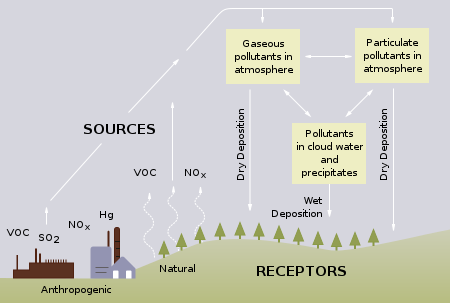 Gaseous
pollutants in
atmosphere
Particulate
pollutants in
atmosphere
SOURCES
Dry Deposition
Pollutants
in cloud water
and
precipitates
Dry Deposition
VOC
NOx
Wet
Deposition
VOC
SO2
NOx
Hg
Natural
RECEPTORS
Anthropogenic